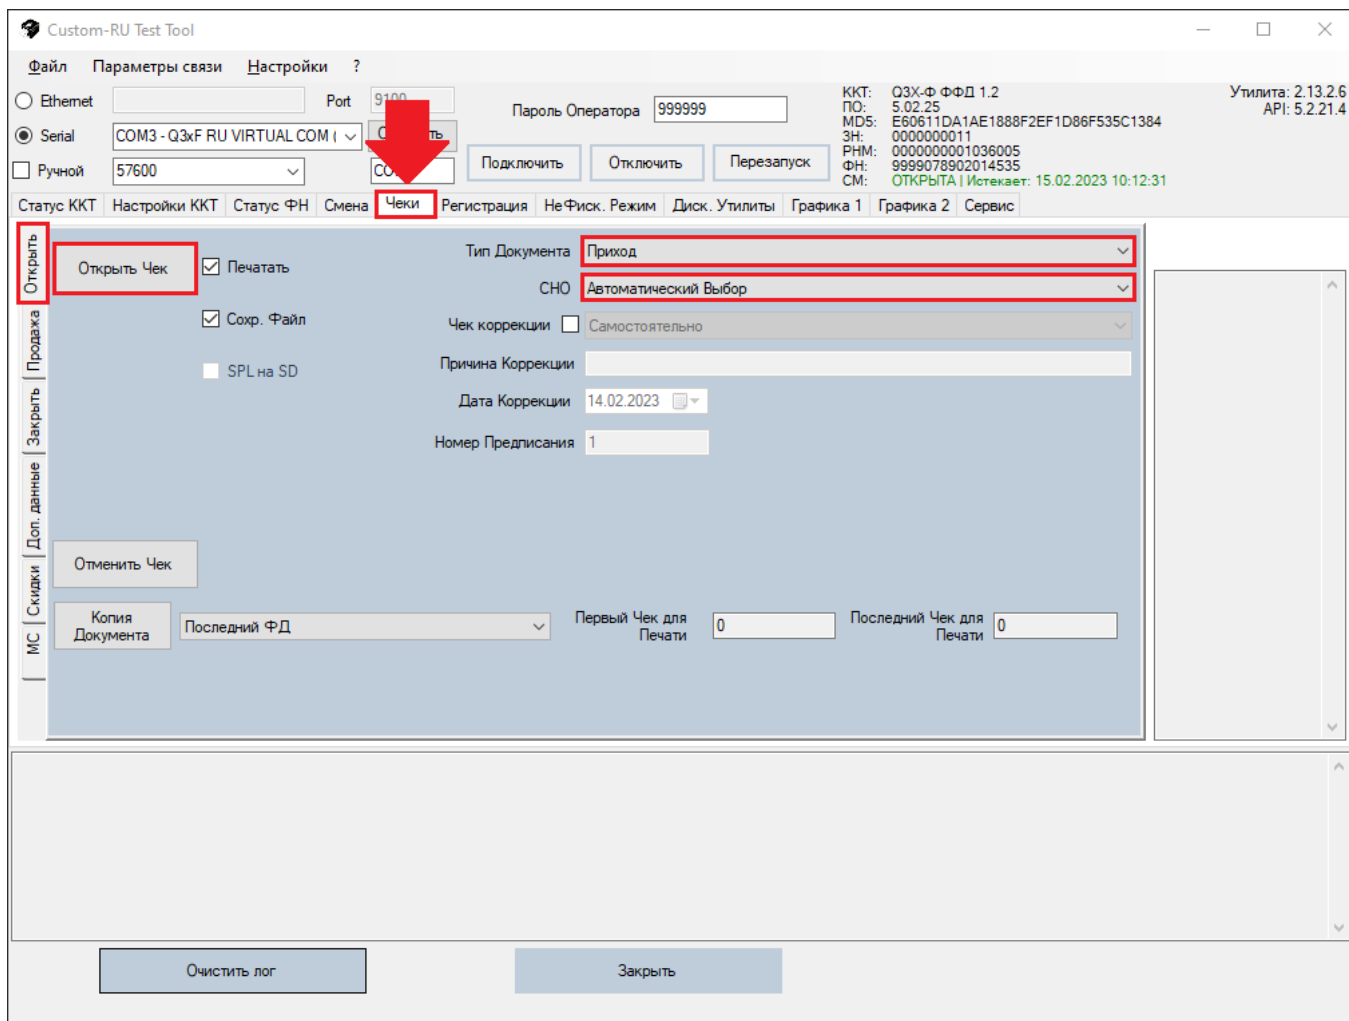 Custom-RU Test Tool
Файл Параметры связи Настройки ?
Ethernet Port 9100
Serial COM3 - Q3xF RU VIRTUAL COM (
Ручной 57600
Пароль Оператора 999999
Подключить Отключить Перезапуск
ККТ: Q3X-Ф ФФД 1.2
ПО: 5.02.25
MD5: E60611DA1AE1888F2EF1D86F535C1384
ЗН: 0000000011
РНМ: 0000000001036005
ФН: 9999078902014535
СМ: ОТКРЫТА | Истекает: 15.02.2023 10:12:31
Утилита: 2.13.2.6
API: 5.2.21.4
Статус ККТ Настройки ККТ Статус ФН Смена Чеки Регистрация Не Фиск. Режим Диск. Утилиты Графика 1 Графика 2 Сервис
Открыть
Продажа
Закрыть
Доп. данные
Скидки
МС
Открыть Чек
Печатать
Сохр. Файл
SPL на SD
Тип Документа Приход
СНО Автоматический Выбор
Чек коррекции Самостоятельно
Причина Коррекции
Дата Коррекции 14.02.2023
Номер Предписания 1
Отменить Чек
Копия
Документа
Последний ФД
Первый Чек для
Печати
0
Последний Чек для
Печати
0
Очистить лог Закрыть